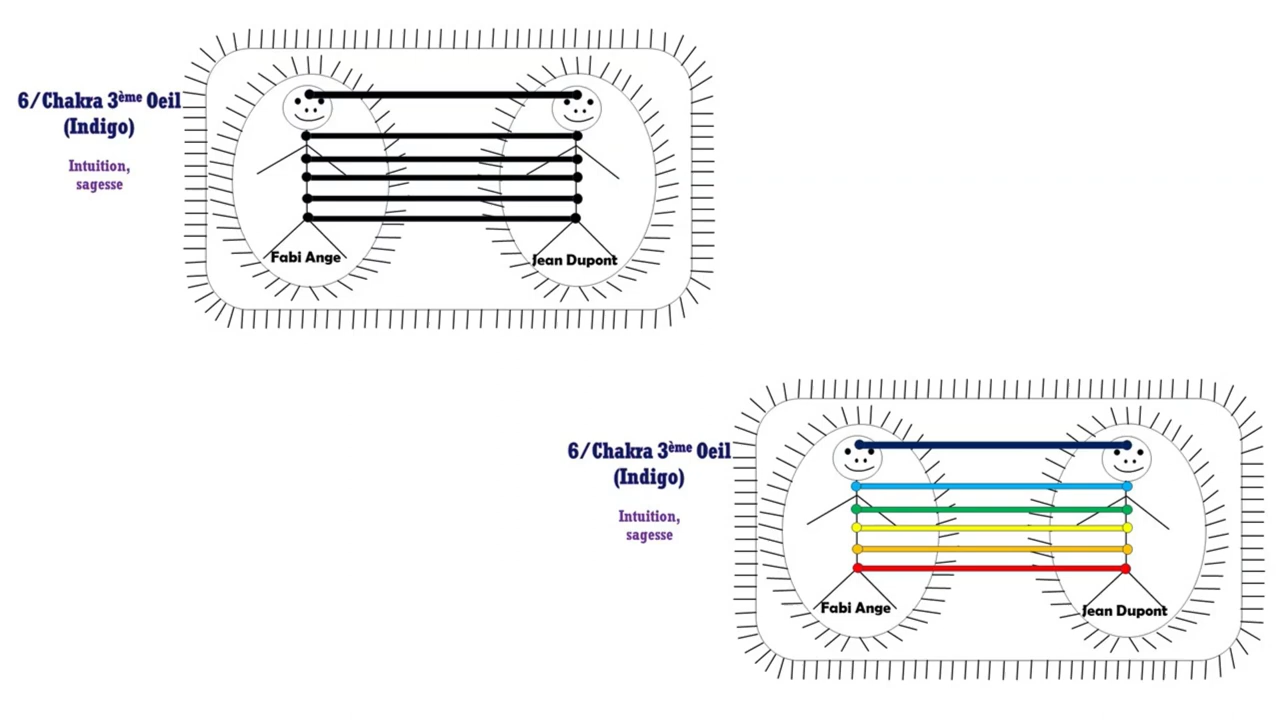 6/Chakra 3ème Oeil
(Indigo)
Intuition,
sagesse
Fabi Ange
Jean Dupont
6/Chakra 3ème Oeil
(Indigo)
Intuition,
sagesse
Fabi Ange
Jean Dupont